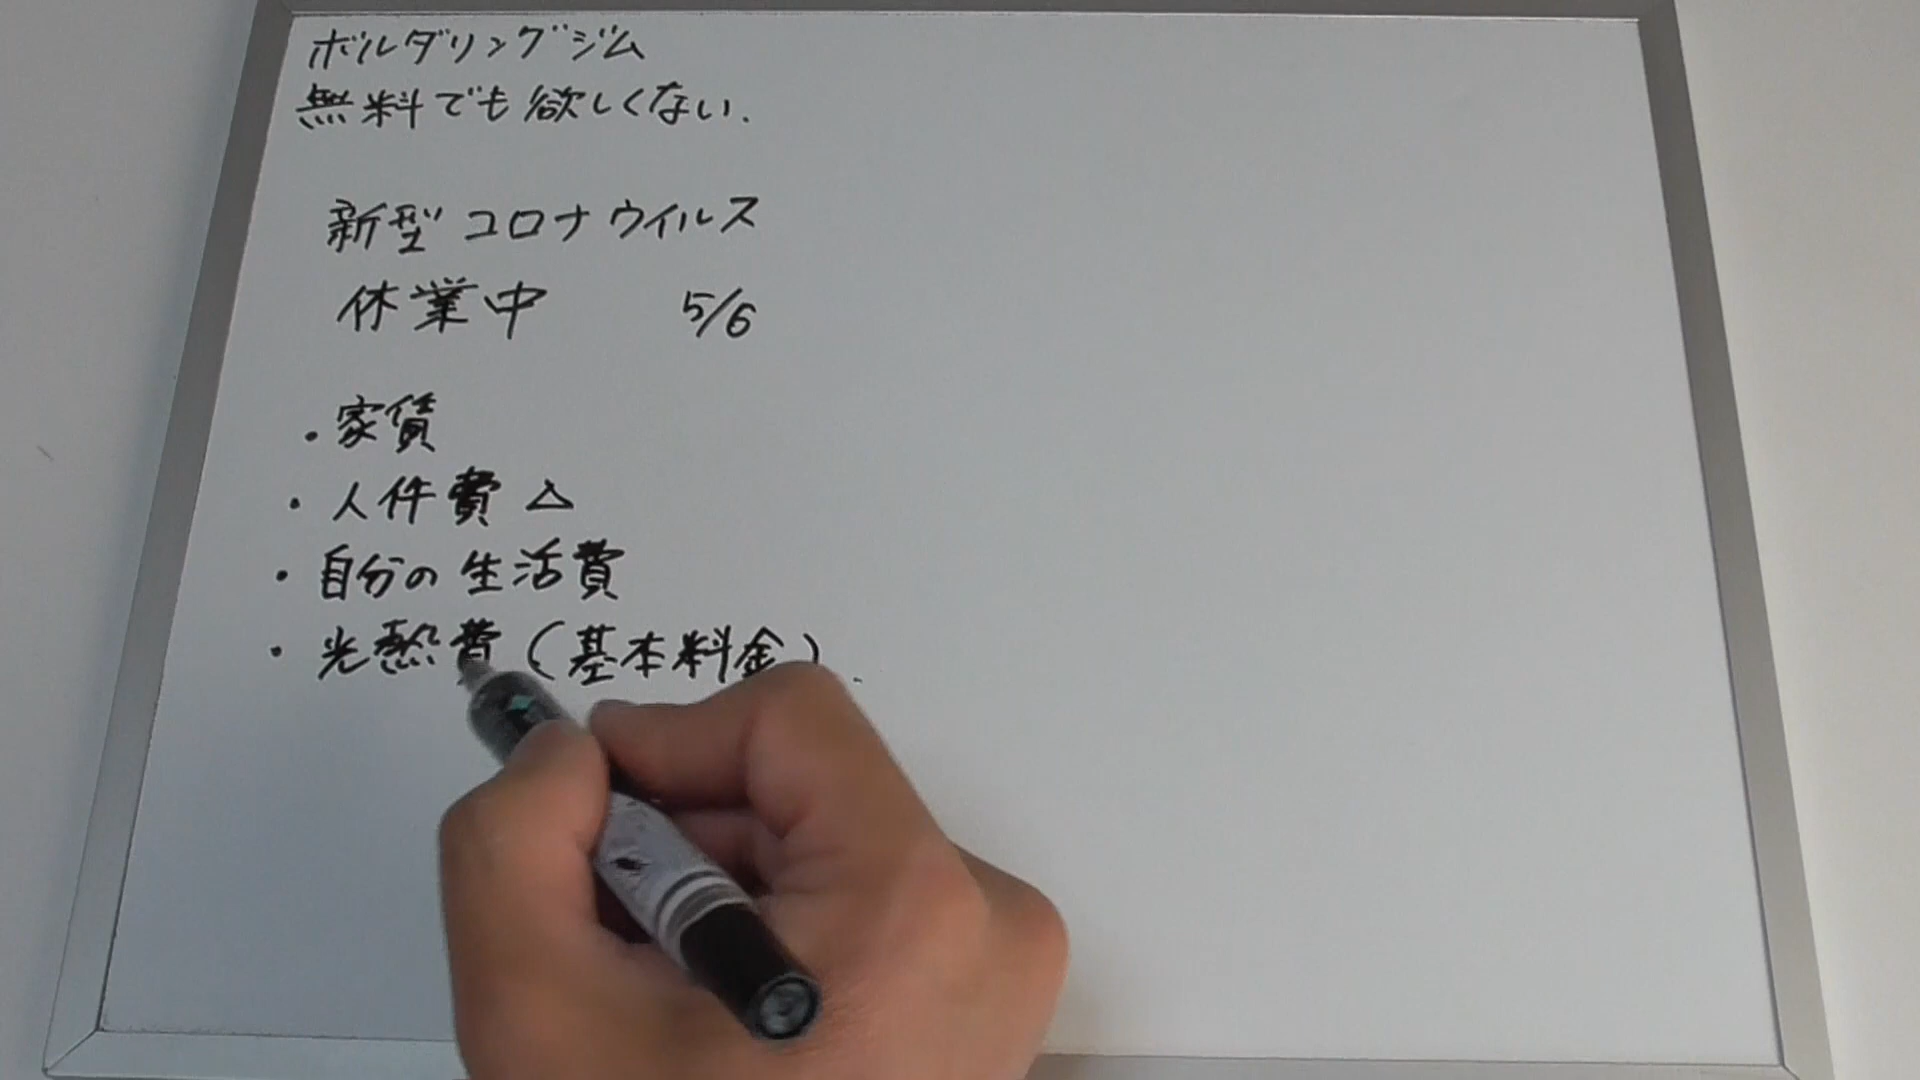 ボルダリングジム
無料でも欲しくない.
新型コロナウイルス
休業中 5/6
・家賃
・人件費 △
・自分の生活費
・光熱費(基本料金)